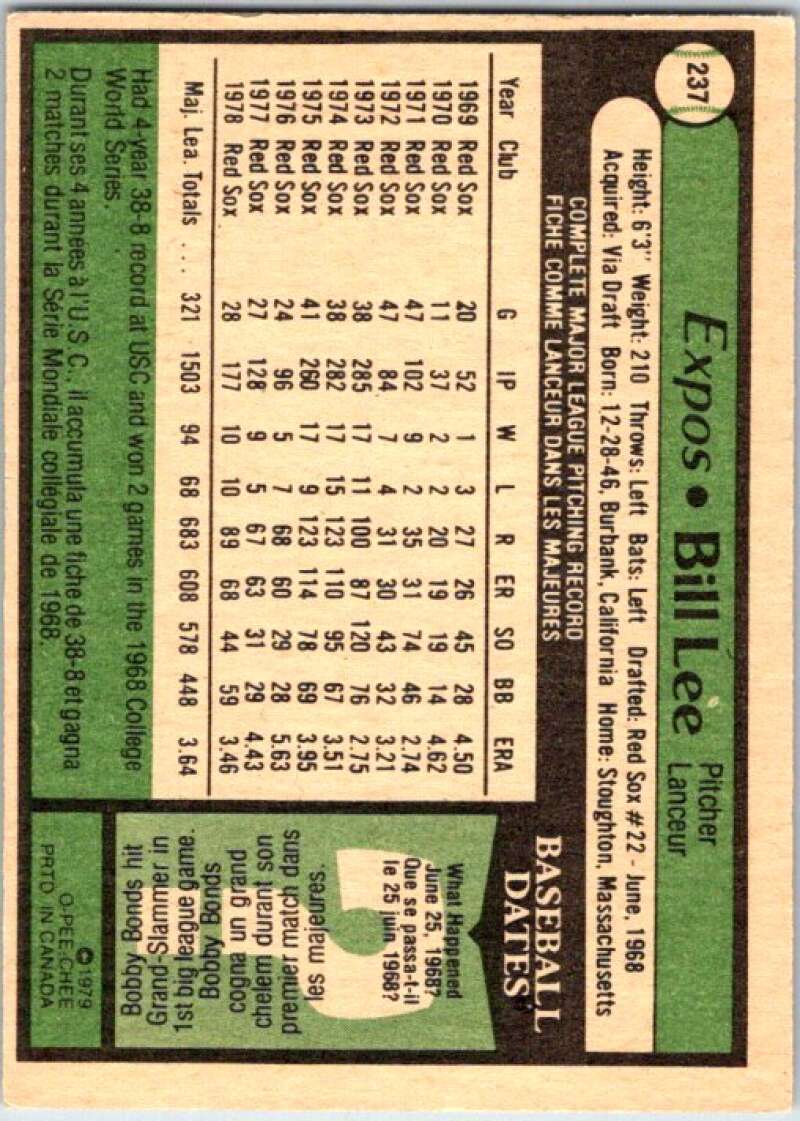 237
Expos • Bill Lee
Pitcher
Lanceur
Height: 6'3" Weight: 210 Throws: Left Bats: Left Drafted: Red Sox #22 - June, 1968
Acquired: Via Draft Born: 12-28-46, Burbank, California Home: Stoughton, Massachusetts
COMPLETE MAJOR LEAGUE PITCHING RECORD
FICHE COMME LANCEUR DANS LES MAJEURES
Year Club G IP W L R ER SO BB ERA
1969 Red Sox 20 52 1 3 27 26 45 28 4.50
1970 Red Sox 11 37 2 2 20 19 19 14 4.62
1971 Red Sox 47 102 9 2 35 31 74 46 2.74
1972 Red Sox 47 84 7 4 31 30 43 32 3.21
1973 Red Sox 38 285 17 11 100 87 120 76 2.75
1974 Red Sox 38 282 17 15 123 110 95 67 3.51
1975 Red Sox 41 260 17 9 123 114 78 69 3.95
1976 Red Sox 24 96 5 7 68 60 29 28 5.63
1977 Red Sox 27 128 9 5 67 63 31 29 4.43
1978 Red Sox 28 177 10 10 89 68 44 59 3.46
Maj. Lea. Totals ... 321 1503 94 68 683 608 578 448 3.64
Had 4-year 38-8 record at USC and won 2 games in the 1968 College
World Series.
Durant ses 4 années à l'U.S.C., il accumula une fiche de 38-8 et gagna
2 matches durant la Série Mondiale collégiale de 1968.
BASEBALL
DATES
What Happened
June 25, 1968?
Que se passa-t-il
le 25 juin 1968?
Bobby Bonds hit
Grand-Slammer in
1st big league game.
Bobby Bonds
cogna un grand
chelem durant son
premier match dans
les majeures.
© 1979
O-PEE-CHEE
PRTD IN CANADA